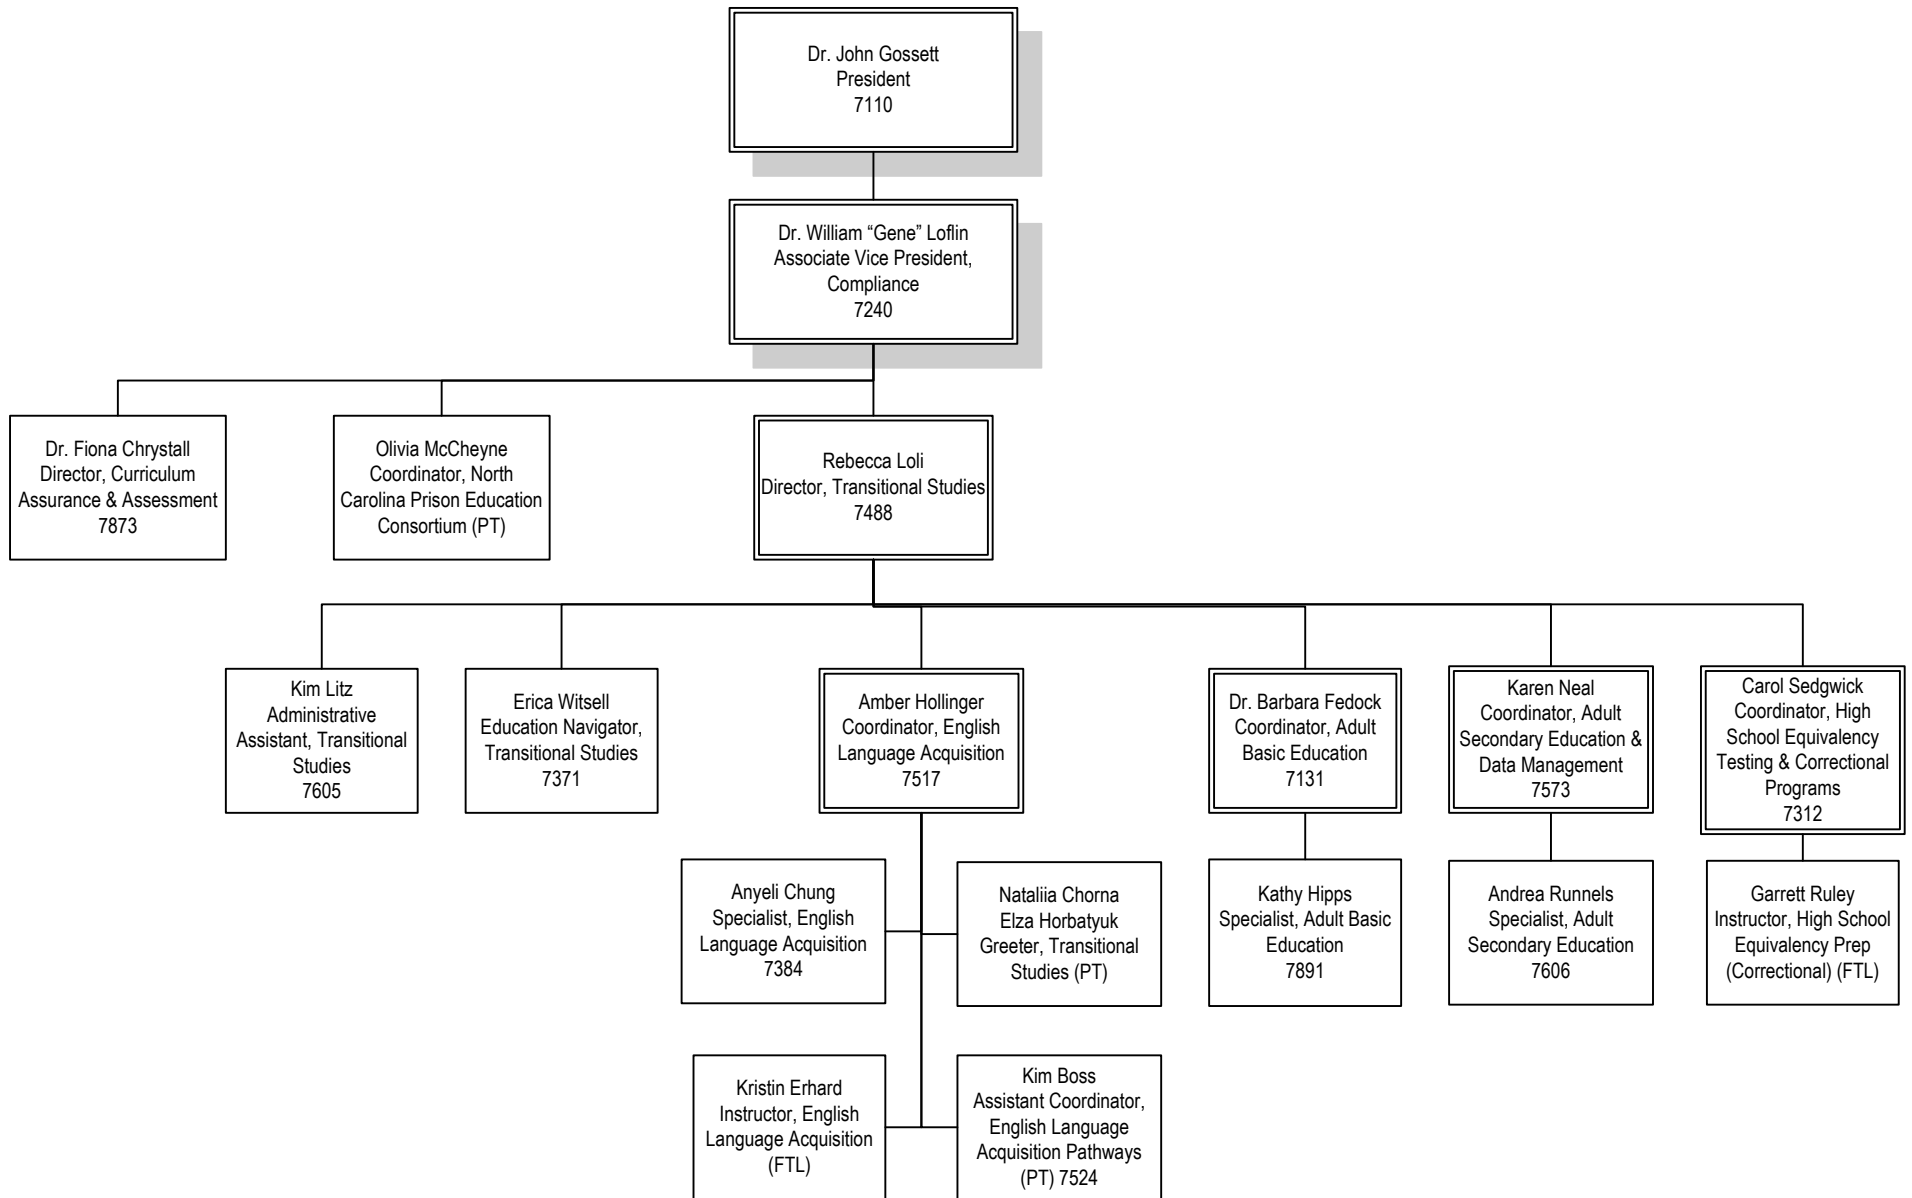 Dr. John Gossett
President
7110
Dr. William “Gene” Loflin
Associate Vice President,
Compliance
7240
Dr. Fiona Chrystall
Director, Curriculum
Assurance & Assessment
7873
Olivia McCheyne
Coordinator, North
Carolina Prison Education
Consortium (PT)
Rebecca Loli
Director, Transitional Studies
7488
Kim Litz
Administrative
Assistant, Transitional
Studies
7605
Erica Witsell
Education Navigator,
Transitional Studies
7371
Amber Hollinger
Coordinator, English
Language Acquisition
7517
Dr. Barbara Fedock
Coordinator, Adult
Basic Education
7131
Karen Neal
Coordinator, Adult
Secondary Education &
Data Management
7573
Carol Sedgwick
Coordinator, High
School Equivalency
Testing & Correctional
Programs
7312
Anyeli Chung
Specialist, English
Language Acquisition
7384
Nataliia Chorna
Elza Horbatyuk
Greeter, Transitional
Studies (PT)
Kathy Hipps
Specialist, Adult Basic
Education
7891
Andrea Runnels
Specialist, Adult
Secondary Education
7606
Garrett Ruley
Instructor, High School
Equivalency Prep
(Correctional) (FTL)
Kristin Erhard
Instructor, English
Language Acquisition
(FTL)
Kim Boss
Assistant Coordinator,
English Language
Acquisition Pathways
(PT) 7524